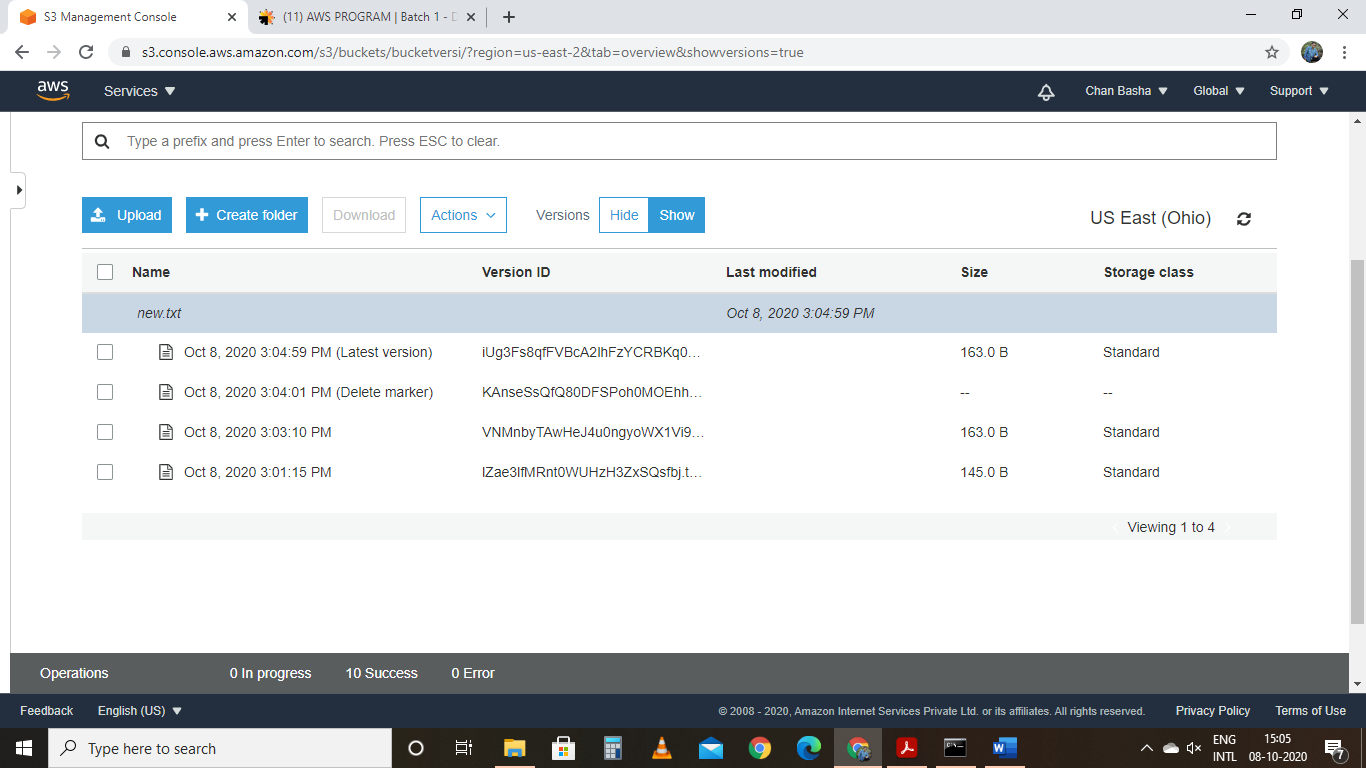 S3 Management Console
(11) AWS PROGRAM | Batch 1 - D
s3.console.aws.amazon.com/s3/buckets/bucketversi/?region=us-east-2&tab=overview&showversions=true
aws Services Chan Basha Global Support
Type a prefix and press Enter to search. Press ESC to clear.
Upload Create folder Download Actions Versions Hide Show US East (Ohio)
Name Version ID Last modified Size Storage class
new.txt Oct 8, 2020 3:04:59 PM
Oct 8, 2020 3:04:59 PM (Latest version) iUg3Fs8qfFVBcA2IhFzYCRBKq0... 163.0 B Standard
Oct 8, 2020 3:04:01 PM (Delete marker) KAnseSsQfQ80DFSPoh0MOEhh... -- --
Oct 8, 2020 3:03:10 PM VNMnbyTAwHeJ4u0ngyoWX1Vi9... 163.0 B Standard
Oct 8, 2020 3:01:15 PM IZae3IfMRnt0WUHzH3ZxSQsfbj.t... 145.0 B Standard
Viewing 1 to 4
Operations 0 In progress 10 Success 0 Error
Feedback English (US) © 2008 - 2020, Amazon Internet Services Private Ltd. or its affiliates. All rights reserved. Privacy Policy Terms of Use
Type here to search
ENG 15:05
INTL 08-10-2020 7